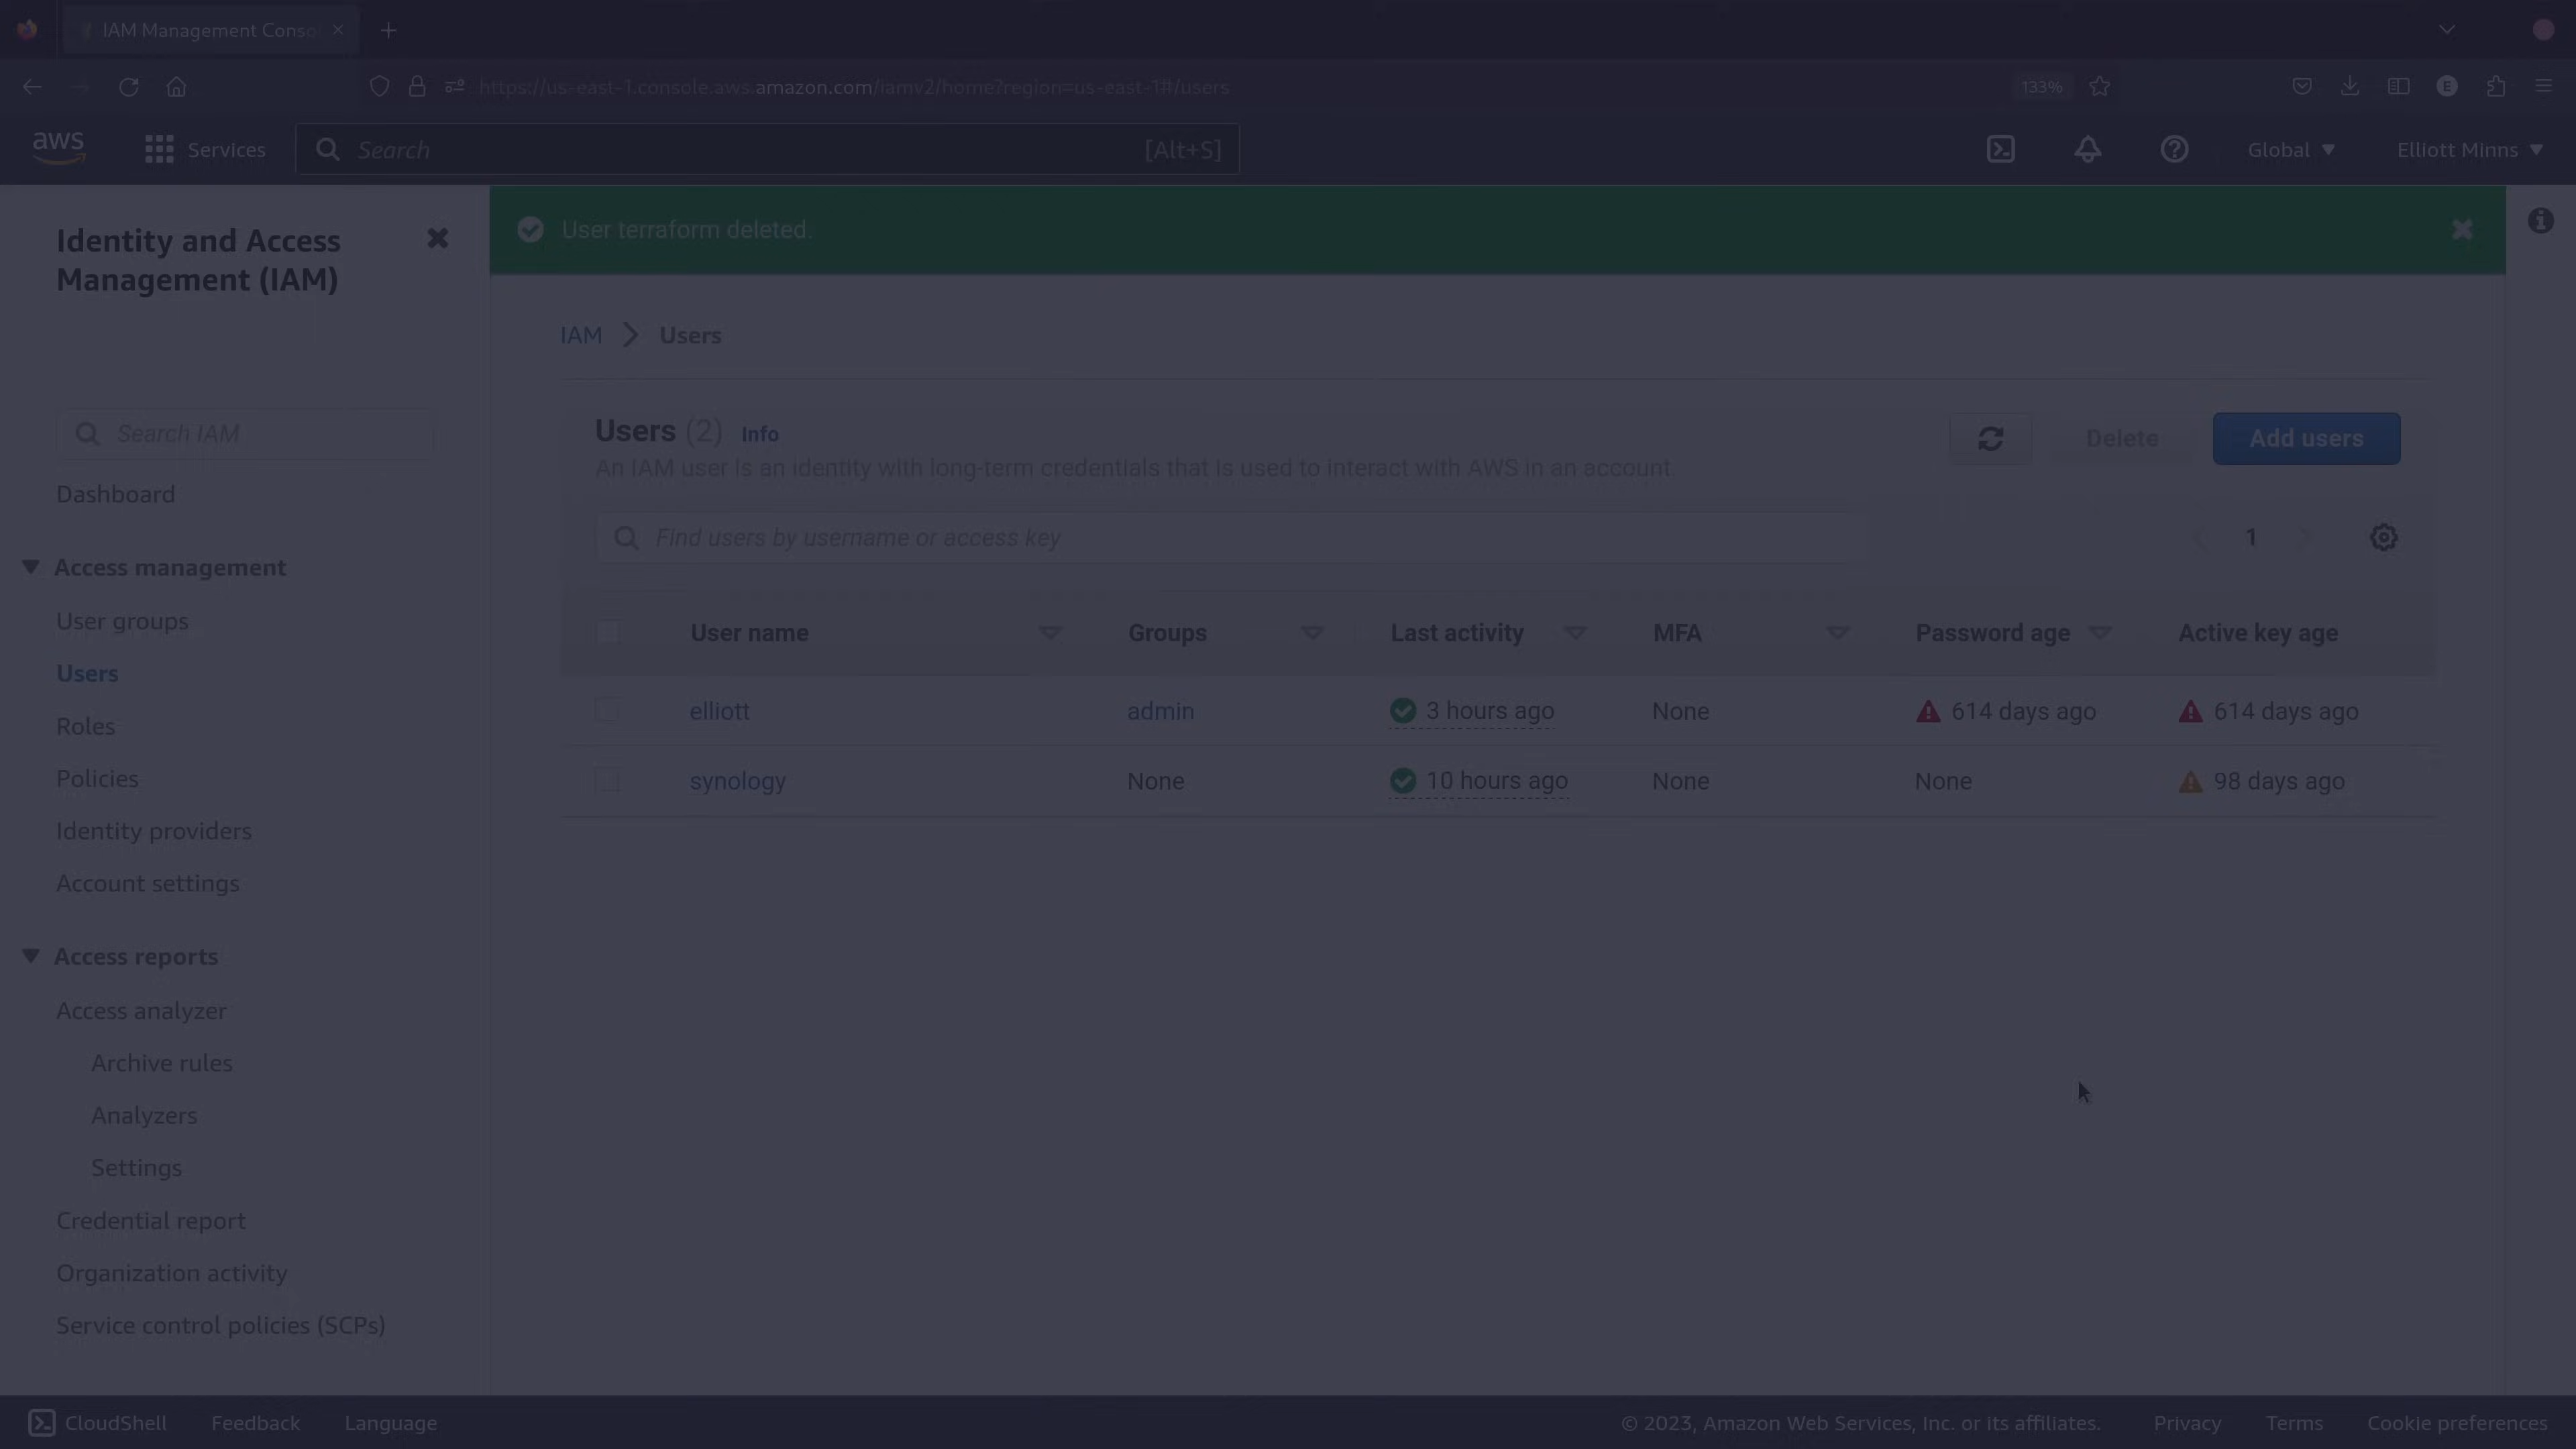 IAM Management Conso
https://us-east-1.console.aws.amazon.com/iamv2/home?region=us-east-1#/users
133%
E
aws
Services
Search
[Alt+S]
Global
Elliott Minns
Identity and Access
Management (IAM)
User terraform deleted.
IAM
Users
Search IAM
Users (2) Info
Delete
Add users
An IAM user is an identity with long-term credentials that is used to interact with AWS in an account.
Dashboard
Find users by username or access key
1
Access management
User groups
Users
Roles
Policies
Identity providers
Account settings
User name
Groups
Last activity
MFA
Password age
Active key age
elliott
admin
3 hours ago
None
614 days ago
614 days ago
synology
None
10 hours ago
None
None
98 days ago
Access reports
Access analyzer
Archive rules
Analyzers
Settings
Credential report
Organization activity
Service control policies (SCPs)
CloudShell
Feedback
Language
© 2023, Amazon Web Services, Inc. or its affiliates.
Privacy
Terms
Cookie preferences